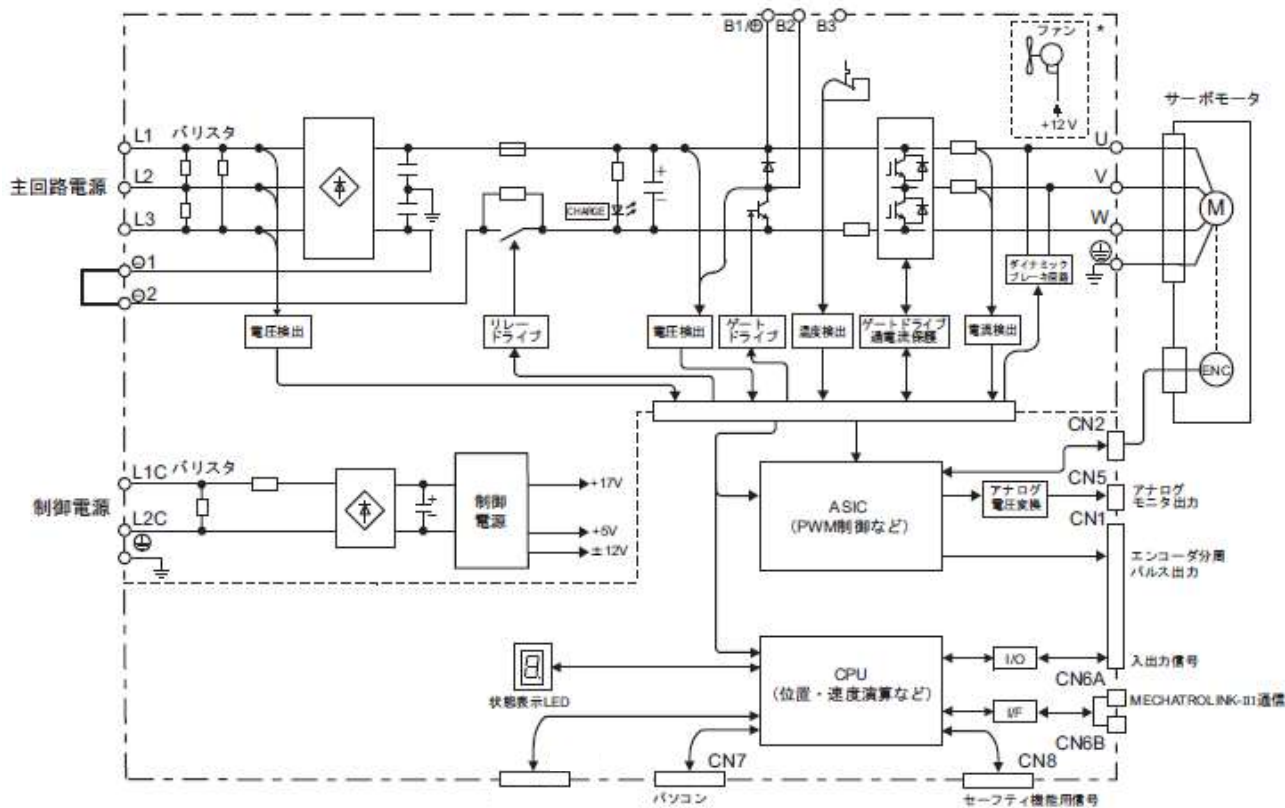 B1/⊕ B2 B3
ファン *
+12V
サーボモータ
L1 バリスタ
主回路電源
L2
L3
⊖1
⊖2
CHARGE
U
V
W
M
ダイナミック
ブレーキ回路
電圧検出
リレー
ドライブ
電圧検出
ゲート
ドライブ
温度検出
ゲートドライブ
過電流保護
電流検出
ENC
CN2
L1C バリスタ
制御電源
L2C
制御
電源
+17V
+5V
±12V
ASIC
(PWM制御など)
アナログ
電圧変換
CN5
アナログ
モニタ出力
CN1
エンコーダ分周
パルス出力
8.
状態表示LED
CPU
(位置・速度演算など)
I/O
入出力信号
CN6A
I/F
MECHATROLINK-III通信
CN6B
CN7
パソコン
CN8
セーフティ機能用信号